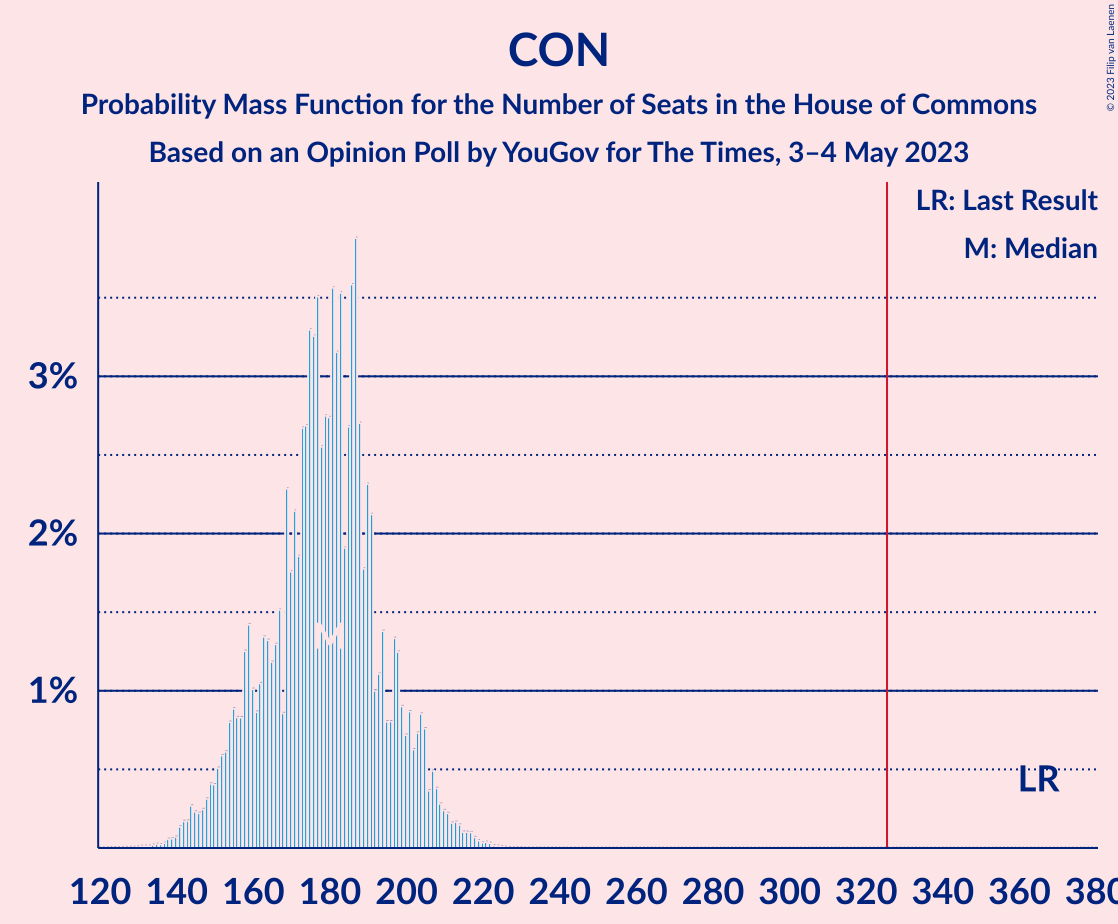 CON
Probability Mass Function for the Number of Seats in the House of Commons
Based on an Opinion Poll by YouGov for The Times, 3–4 May 2023
© 2023 Filip van Laenen
LR: Last Result
M: Median
3%
2%
1%
M
LR
120 140 160 180 200 220 240 260 280 300 320 340 360 380